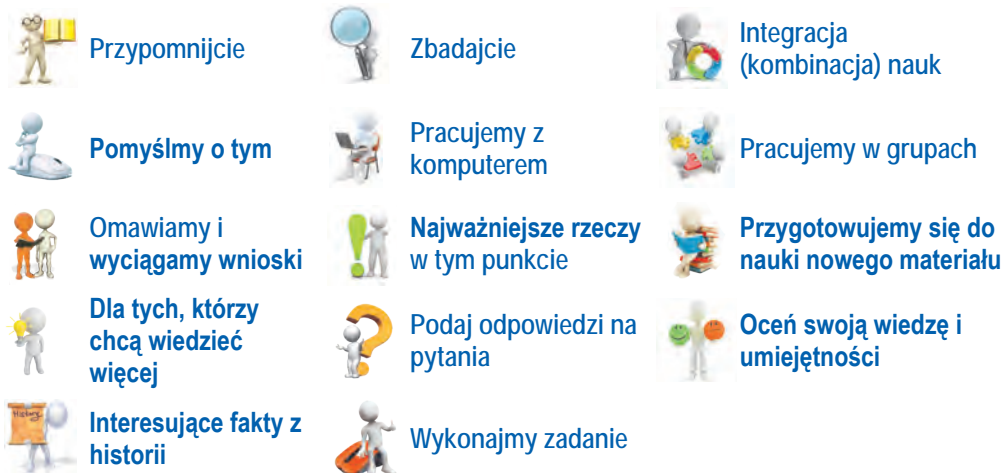 Przypomnijcie
Zbadajcie
Integracja
(kombinacja) nauk
Pomyślmy o tym
Pracujemy z
komputerem
Pracujemy w grupach
Omawiamy i
wyciągamy wnioski
Najważniejsze rzeczy
w tym punkcie
Przygotowujemy się do
nauki nowego materiału
Dla tych, którzy
chcą wiedzieć
więcej
Podaj odpowiedzi na
pytania
Oceń swoją wiedzę i
umiejętności
History
Interesujące fakty z
historii
Wykonajmy zadanie